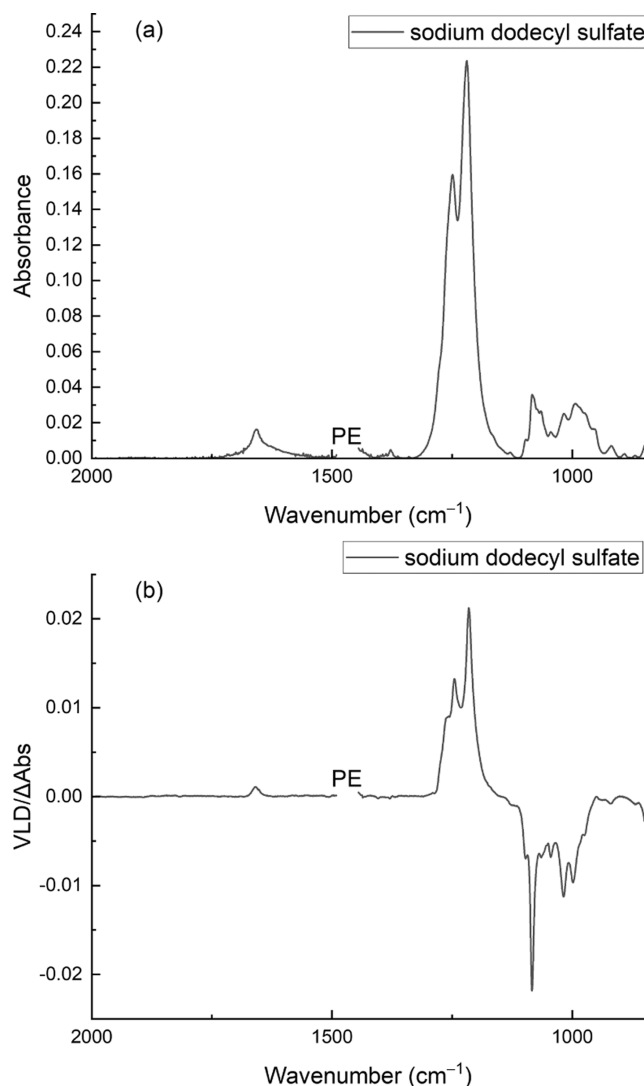 (a)
sodium dodecyl sulfate
0.24
0.22
0.20
0.18
0.16
0.14
0.12
0.10
0.08
0.06
0.04
0.02
0.00
Absorbance
PE
2000 1500 1000
Wavenumber (cm⁻¹)
sodium dodecyl sulfate
(b)
0.02
0.01
0.00
-0.01
-0.02
VLD/ΔAbs
PE
2000 1500 1000
Wavenumber (cm⁻¹)